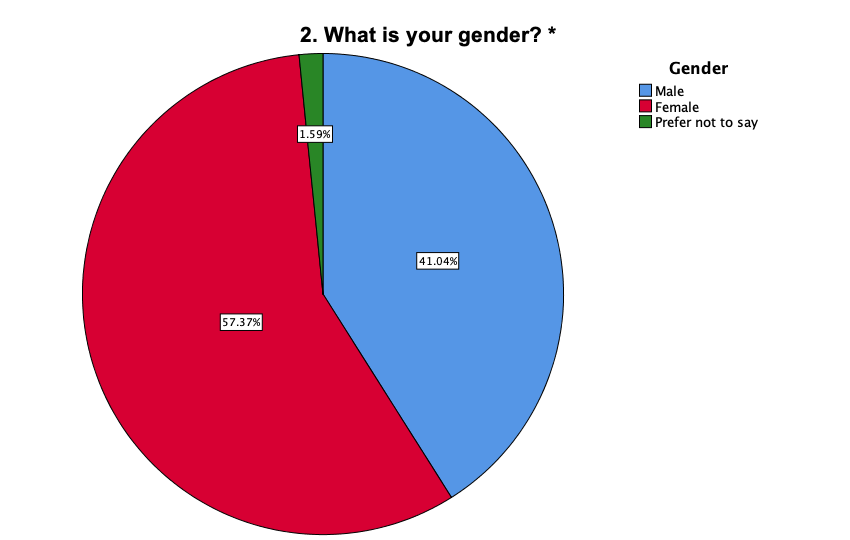 2. What is your gender? *
Gender
Male
Female
Prefer not to say
1.59%
41.04%
57.37%